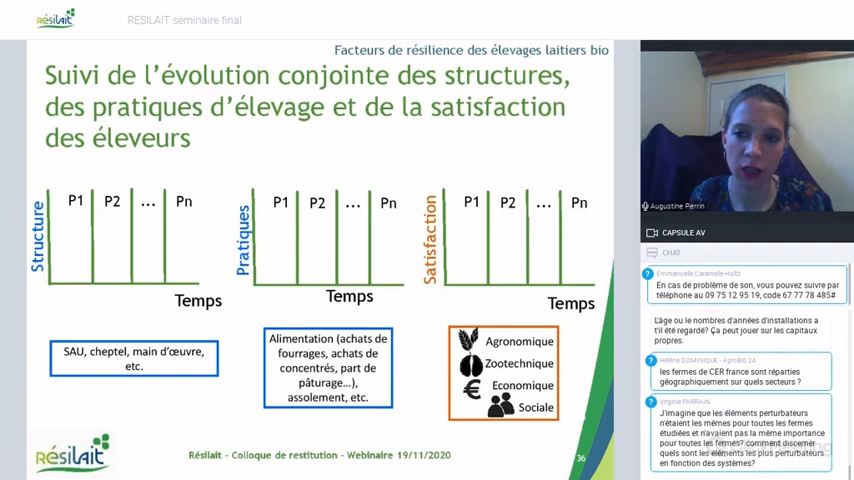 Résilait
RESILAIT séminaire final
Facteurs de résilience des élevages laitiers bio
Suivi de l'évolution conjointe des structures,
des pratiques d'élevage et de la satisfaction
des éleveurs
Structure
P1 P2 ... Pn
Temps
Pratiques
P1 P2 ... Pn
Temps
Satisfaction
P1 P2 ... Pn
Temps
SAU, cheptel, main d'œuvre,
etc.
Alimentation (achats de
fourrages, achats de
concentrés, part de
pâturage...),
assolement, etc.
Agronomique
Zootechnique
€ Economique
Sociale
Résilait
Résilait - Colloque de restitution - Webinaire 19/11/2020
36
Augustine Perrin
CAPSULE AV
CHAT
? Emmanuelle Caramelle-Holtz
En cas de problème de son, vous pouvez suivre par
téléphone au 09 75 12 95 19, code 67 77 78 485#
L'âge ou le nombres d'années d'installations a
t'il été regardé? Ça peut jouer sur les capitaux
propres.
? Hélène DOMINIQUE - AgroBio 24
les fermes de CER france sont réparties
géographiquement sur quels secteurs ?
? Virginie PARRAIN
J'imagine que les éléments perturbateurs
n'étaient les mêmes pour toutes les fermes
étudiées et n'avaient pas la même importance
pour toutes les fermes? comment discerner
quels sont les éléments les plus perturbateurs
en fonction des systèmes?